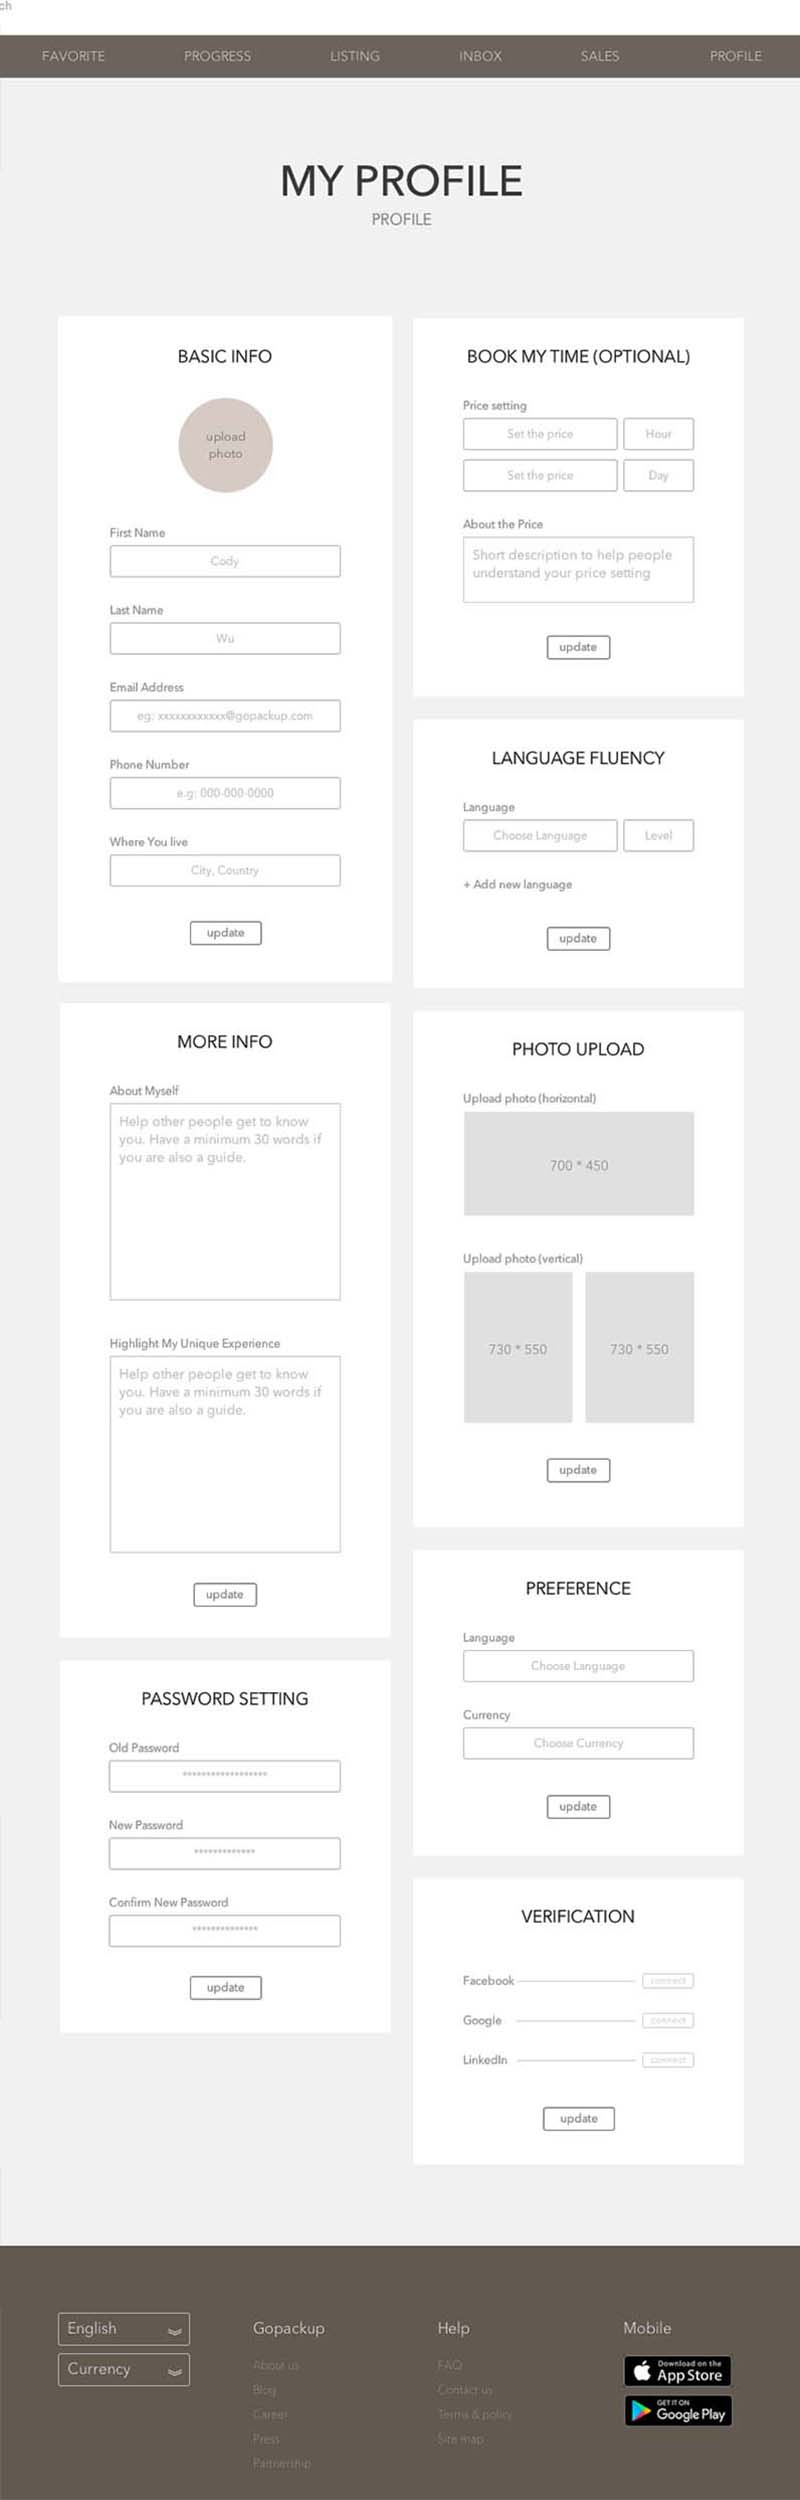 ch
FAVORITE PROGRESS LISTING INBOX SALES PROFILE
MY PROFILE
PROFILE
BASIC INFO
upload
photo
First Name
Cody
Last Name
Wu
Email Address
eg: xxxxxxxxxxxx@gopackup.com
Phone Number
e.g: 000-000-0000
Where You live
City, Country
update
MORE INFO
About Myself
Help other people get to know
you. Have a minimum 30 words if
you are also a guide.
Highlight My Unique Experience
Help other people get to know
you. Have a minimum 30 words if
you are also a guide.
update
PASSWORD SETTING
Old Password
******************
New Password
*************
Confirm New Password
**************
update
BOOK MY TIME (OPTIONAL)
Price setting
Set the price Hour
Set the price Day
About the Price
Short description to help people
understand your price setting
update
LANGUAGE FLUENCY
Language
Choose Language Level
+ Add new language
update
PHOTO UPLOAD
Upload photo (horizontal)
700 * 450
Upload photo (vertical)
730 * 550 730 * 550
update
PREFERENCE
Language
Choose Language
Currency
Choose Currency
update
VERIFICATION
Facebook connect
Google connect
LinkedIn connect
update
English
Currency
Gopackup
About us
Blog
Career
Press
Partnership
Help
FAQ
Contact us
Terms & policy
Site map
Mobile
Download on the
App Store
GET IT ON
Google Play